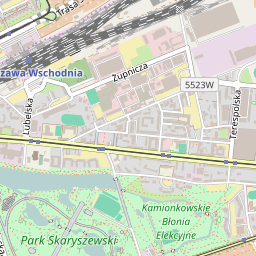 Trasa
zawa Wschodnia
Żupnicza
5523W
Lubelska
Terespolska
Kamionkowskie
Błonia
Elekcyjne
Park Skaryszewski